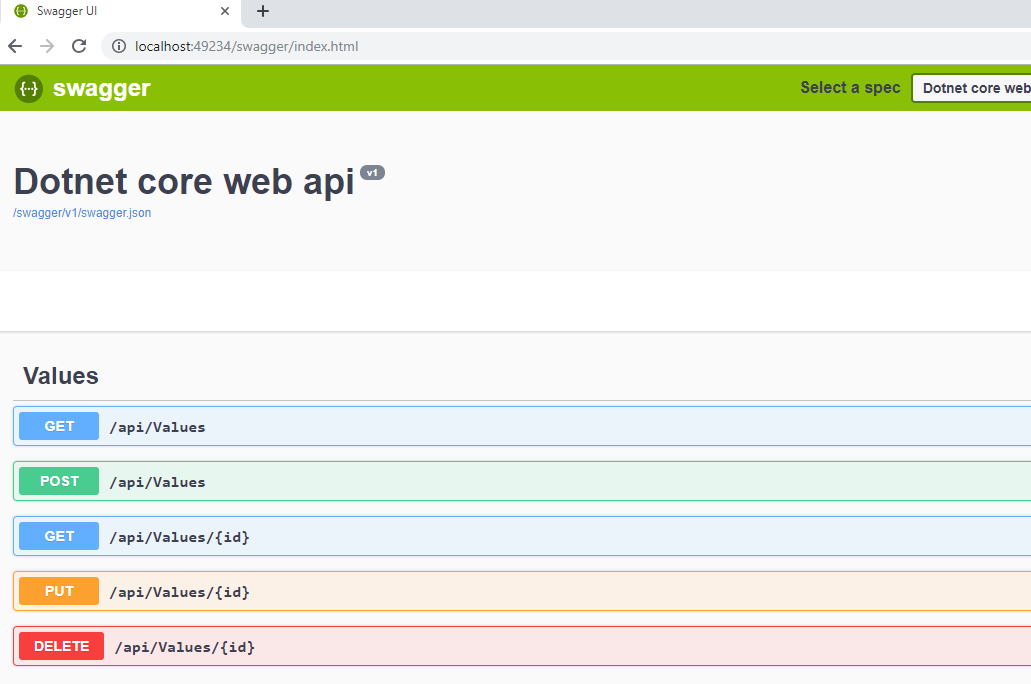 Swagger UI
localhost:49234/swagger/index.html
{··} swagger
Select a spec
Dotnet core web
Dotnet core web api v1
/swagger/v1/swagger.json
Values
GET /api/Values
POST /api/Values
GET /api/Values/{id}
PUT /api/Values/{id}
DELETE /api/Values/{id}